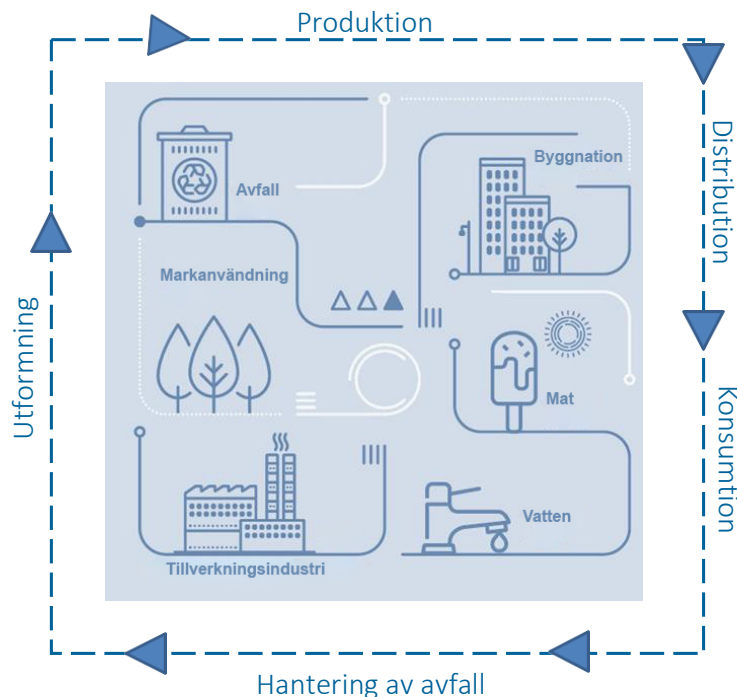 Produktion
Distribution
Konsumtion
Hantering av avfall
Utformning
Avfall
Byggnation
Markanvändning
Mat
Tillverkningsindustri
Vatten